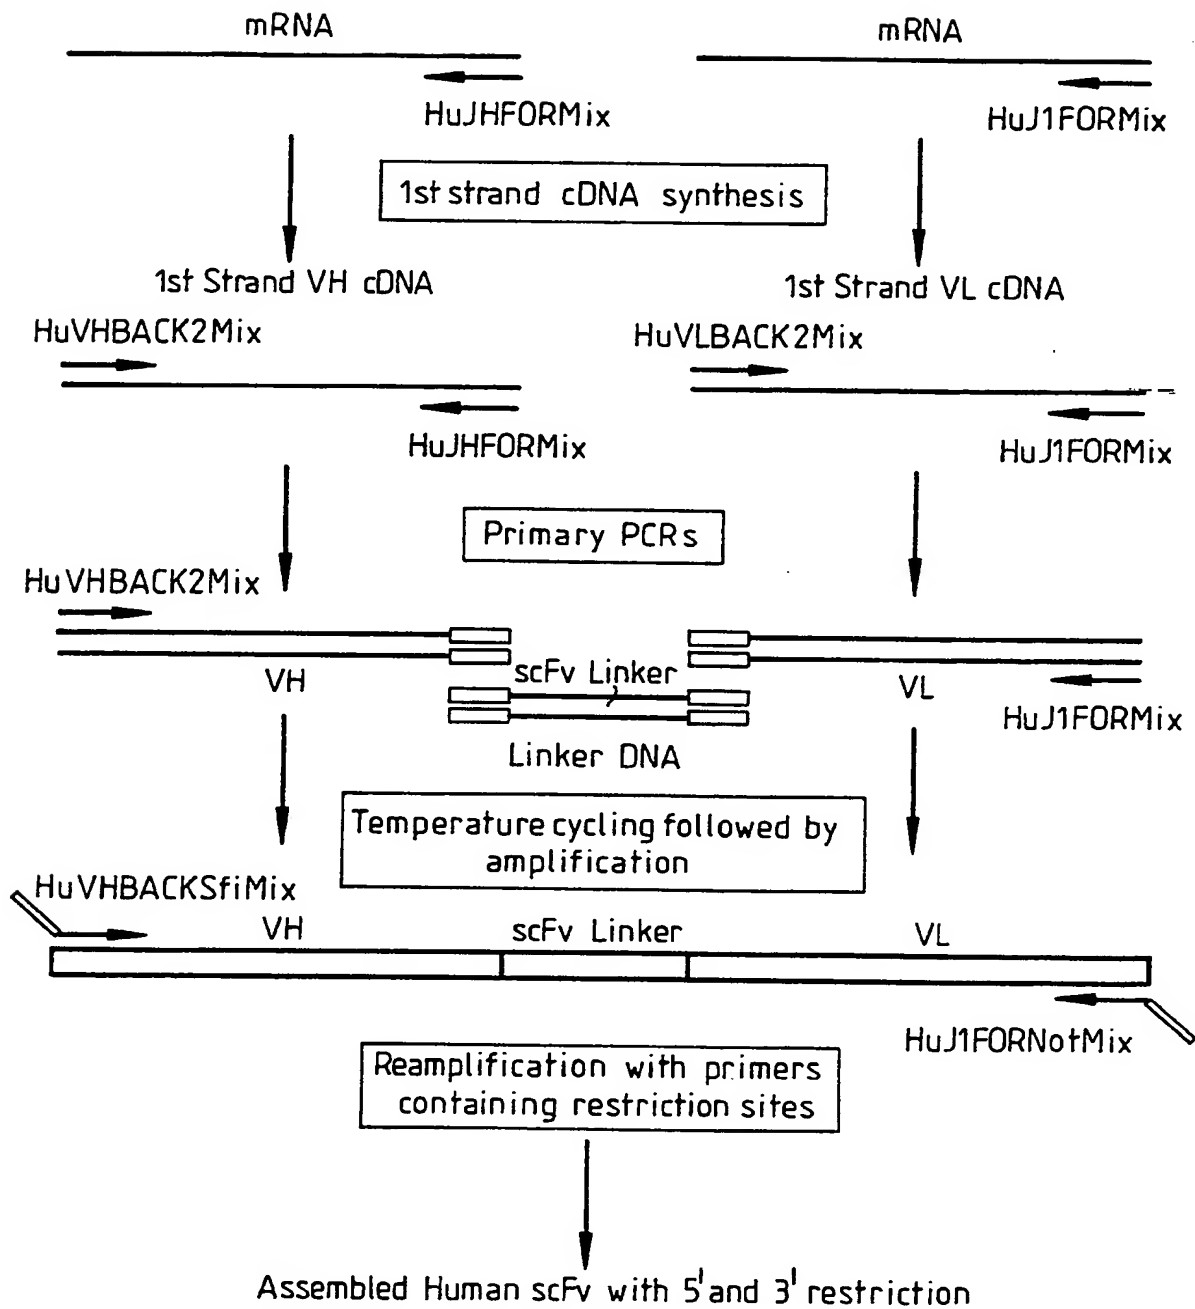 mRNA
mRNA
HuJHFORMix
HuJ1FORMix
1st strand cDNA synthesis
1st Strand VH cDNA
1st Strand VL cDNA
HuVHBACK2Mix
HuVLBACK2Mix
HuJHFORMix
HuJ1FORMix
Primary PCRs
HuVHBACK2Mix
VH
scFv Linker
VL
HuJ1FORMix
Linker DNA
Temperature cycling followed by
amplification
HuVHBACKSfiMix
VH
scFv Linker
VL
HuJ1FORNotMix
Reamplification with primers
containing restriction sites
Assembled Human scFv with 5' and 3' restriction